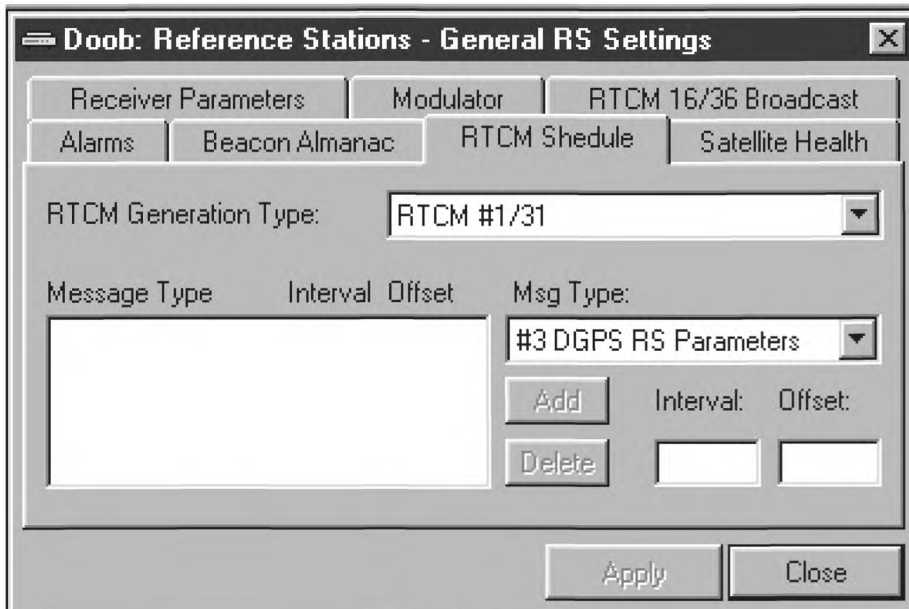 Doob: Reference Stations - General RS Settings
Receiver Parameters Modulator RTCM 16/36 Broadcast
Alarms Beacon Almanac RTCM Shedule Satellite Health
RTCM Generation Type: RTCM #1/31
Message Type Interval Offset Msg Type:
#3 DGPS RS Parameters
Add Interval: Offset:
Delete
Apply Close